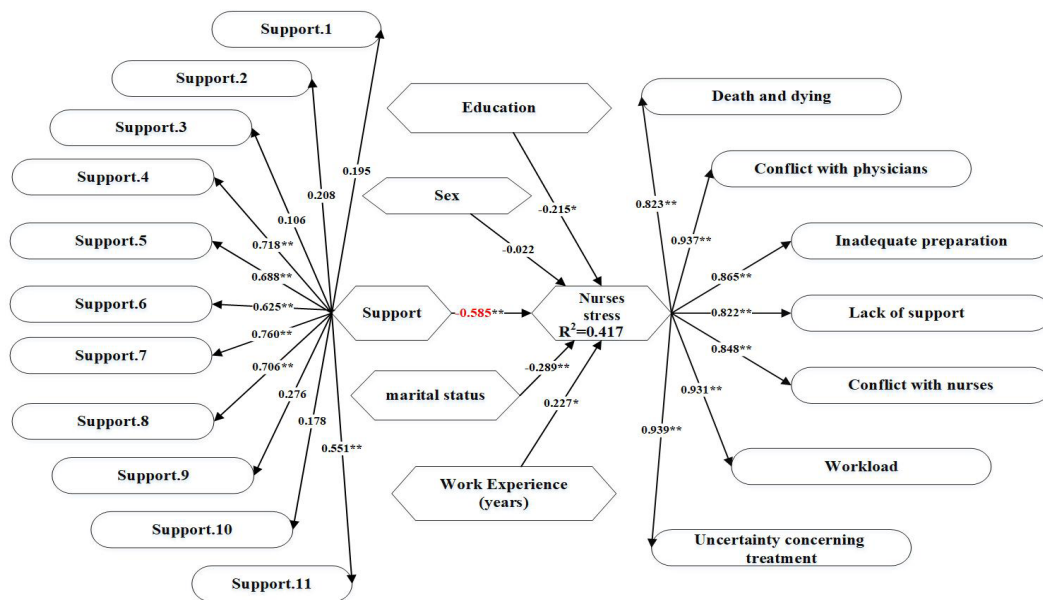 Support.1
Support.2
Support.3
Support.4
Support.5
Support.6
Support.7
Support.8
Support.9
Support.10
Support.11
0.195
0.208
0.106
0.718**
0.688**
0.625**
0.760**
0.706**
0.276
0.178
0.551**
Support
-0.585**
Education
-0.215*
Sex
-0.022
marital status
-0.289**
Work Experience
(years)
0.227*
Nurses
stress
R²=0.417
0.823**
0.937**
0.865**
0.822**
0.848**
0.931**
0.939**
Death and dying
Conflict with physicians
Inadequate preparation
Lack of support
Conflict with nurses
Workload
Uncertainty concerning
treatment